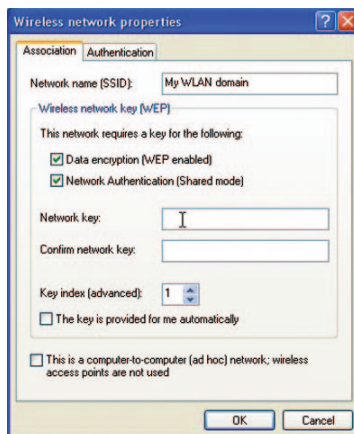 Wireless network properties
Association
Authentication
Network name (SSID):
My WLAN domain
Wireless network key (WEP)
This network requires a key for the following:
Data encryption (WEP enabled)
Network Authentication (Shared mode)
Network key:
Confirm network key:
Key index (advanced):
1
The key is provided for me automatically
This is a computer-to-computer (ad hoc) network; wireless
access points are not used
OK
Cancel